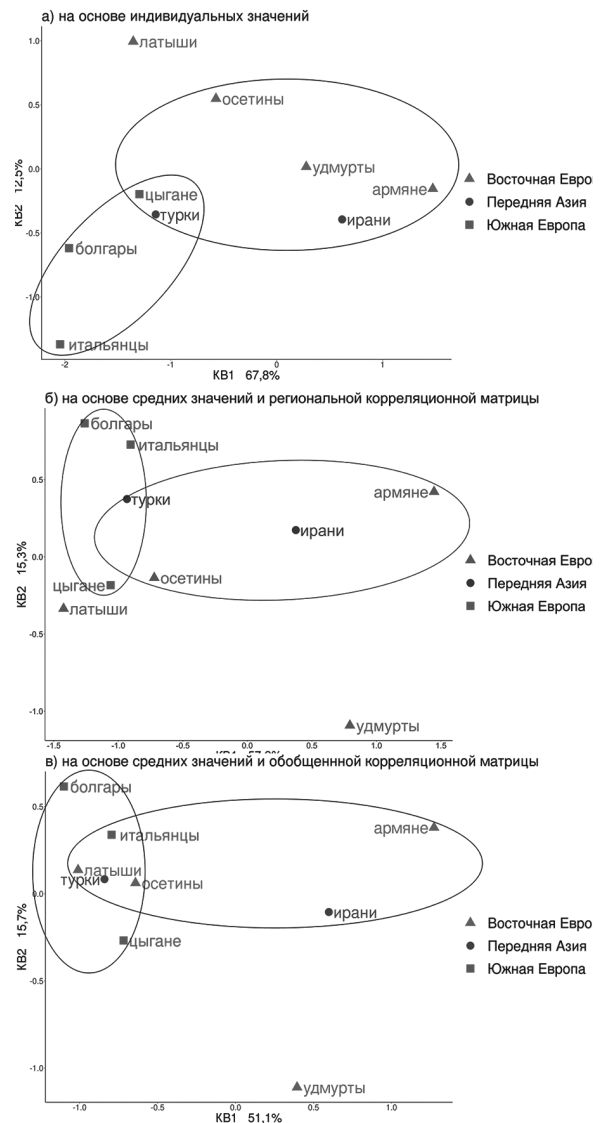 а) на основе индивидуальных значений
1.0
латыши
0.5
осетины
0.0
удмурты
армяне
цыгане
турки
ирани
-0.5
болгары
-1.0
итальянцы
КВ2 12,5%
-2 -1 0 1
КВ1 67,8%
Восточная Евро
Передняя Азия
Южная Европа
б) на основе средних значений и региональной корреляционной матрицы
болгары
итальянцы
0.5
армяне
турки
ирани
0.0
осетины
цыгане
латыши
-0.5
-1.0
удмурты
КВ2 15,3%
-1.5 -1.0 -0.5 0.0 0.5 1.0 1.5
Восточная Евро
Передняя Азия
Южная Европа
в) на основе средних значений и обобщеннной корреляционной матрицы
болгары
0.5
итальянцы
армяне
латыши
турки
осетины
0.0
ирани
цыгане
-0.5
-1.0
удмурты
КВ2 15,7%
-1.0 -0.5 0.0 0.5 1.0
КВ1 51,1%
Восточная Евро
Передняя Азия
Южная Европа